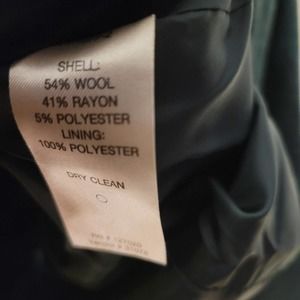 SHELL:
54% WOOL
41% RAYON
5% POLYESTER
LINING:
100% POLYESTER
DRY CLEAN